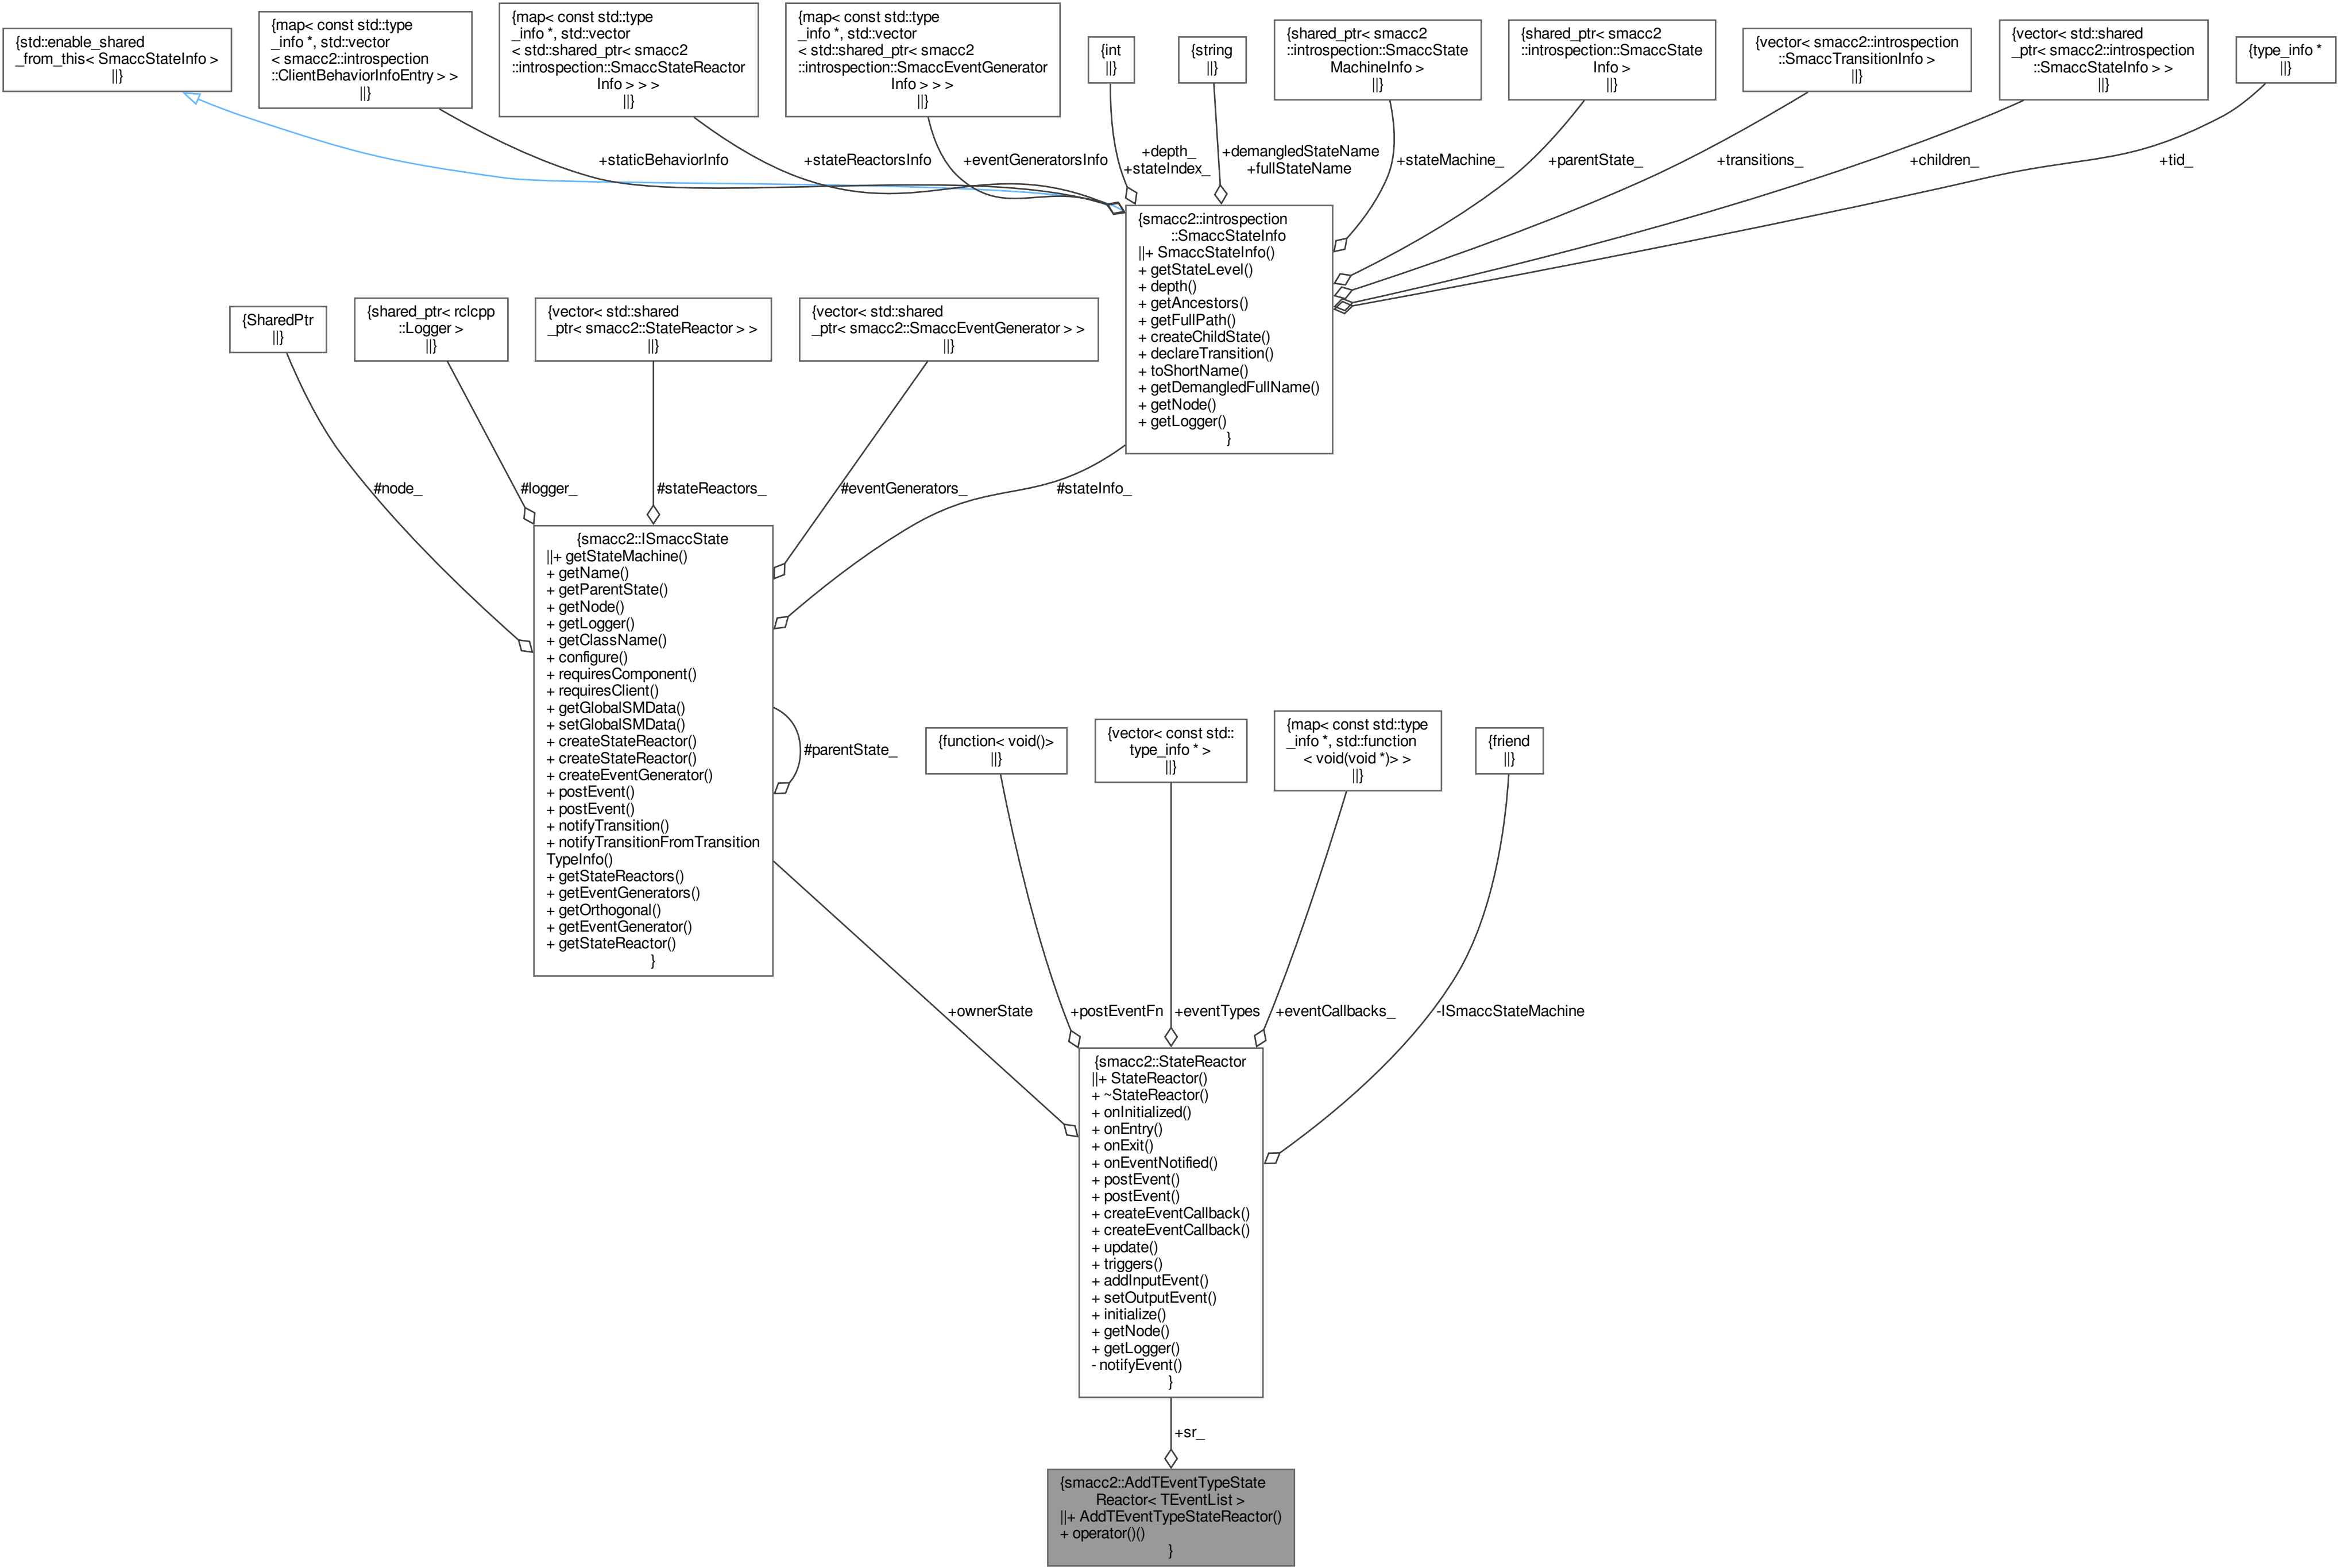 {std::enable_shared
_from_this< SmaccStateInfo >
||}
{map< const std::type
_info *, std::vector
< smacc2::introspection
::ClientBehaviorInfoEntry > >
||}
{map< const std::type
_info *, std::vector
< std::shared_ptr< smacc2
::introspection::SmaccStateReactor
Info > > >
||}
{map< const std::type
_info *, std::vector
< std::shared_ptr< smacc2
::introspection::SmaccEventGenerator
Info > > >
||}
{int
||}
{string
||}
{shared_ptr< smacc2
::introspection::SmaccState
MachineInfo >
||}
{shared_ptr< smacc2
::introspection::SmaccState
Info >
||}
{vector< smacc2::introspection
::SmaccTransitionInfo >
||}
{vector< std::shared
_ptr< smacc2::introspection
::SmaccStateInfo > >
||}
{type_info *
||}
+staticBehaviorInfo
+stateReactorsInfo
+eventGeneratorsInfo
+depth_
+stateIndex_
+demangledStateName
+fullStateName
+stateMachine_
+parentState_
+transitions_
+children_
+tid_
{smacc2::introspection
::SmaccStateInfo
||+ SmaccStateInfo()
+ getStateLevel()
+ depth()
+ getAncestors()
+ getFullPath()
+ createChildState()
+ declareTransition()
+ toShortName()
+ getDemangledFullName()
+ getNode()
+ getLogger()
}
{SharedPtr
||}
{shared_ptr< rclcpp
::Logger >
||}
{vector< std::shared
_ptr< smacc2::StateReactor > >
||}
{vector< std::shared
_ptr< smacc2::SmaccEventGenerator > >
||}
#node_
#logger_
#stateReactors_
#eventGenerators_
#stateInfo_
{smacc2::ISmaccState
||+ getStateMachine()
+ getName()
+ getParentState()
+ getNode()
+ getLogger()
+ getClassName()
+ configure()
+ requiresComponent()
+ requiresClient()
+ getGlobalSMData()
+ setGlobalSMData()
+ createStateReactor()
+ createStateReactor()
+ createEventGenerator()
+ postEvent()
+ postEvent()
+ notifyTransition()
+ notifyTransitionFromTransition
TypeInfo()
+ getStateReactors()
+ getEventGenerators()
+ getOrthogonal()
+ getEventGenerator()
+ getStateReactor()
}
#parentState_
{function< void()>
||}
{vector< const std::
type_info * >
||}
{map< const std::type
_info *, std::function
< void(void *)> >
||}
{friend
||}
+ownerState
+postEventFn
+eventTypes
+eventCallbacks_
-ISmaccStateMachine
{smacc2::StateReactor
||+ StateReactor()
+ ~StateReactor()
+ onInitialized()
+ onEntry()
+ onExit()
+ onEventNotified()
+ postEvent()
+ postEvent()
+ createEventCallback()
+ createEventCallback()
+ update()
+ triggers()
+ addInputEvent()
+ setOutputEvent()
+ initialize()
+ getNode()
+ getLogger()
- notifyEvent()
}
+sr_
{smacc2::AddTEventTypeState
Reactor< TEventList >
||+ AddTEventTypeStateReactor()
+ operator()()
}